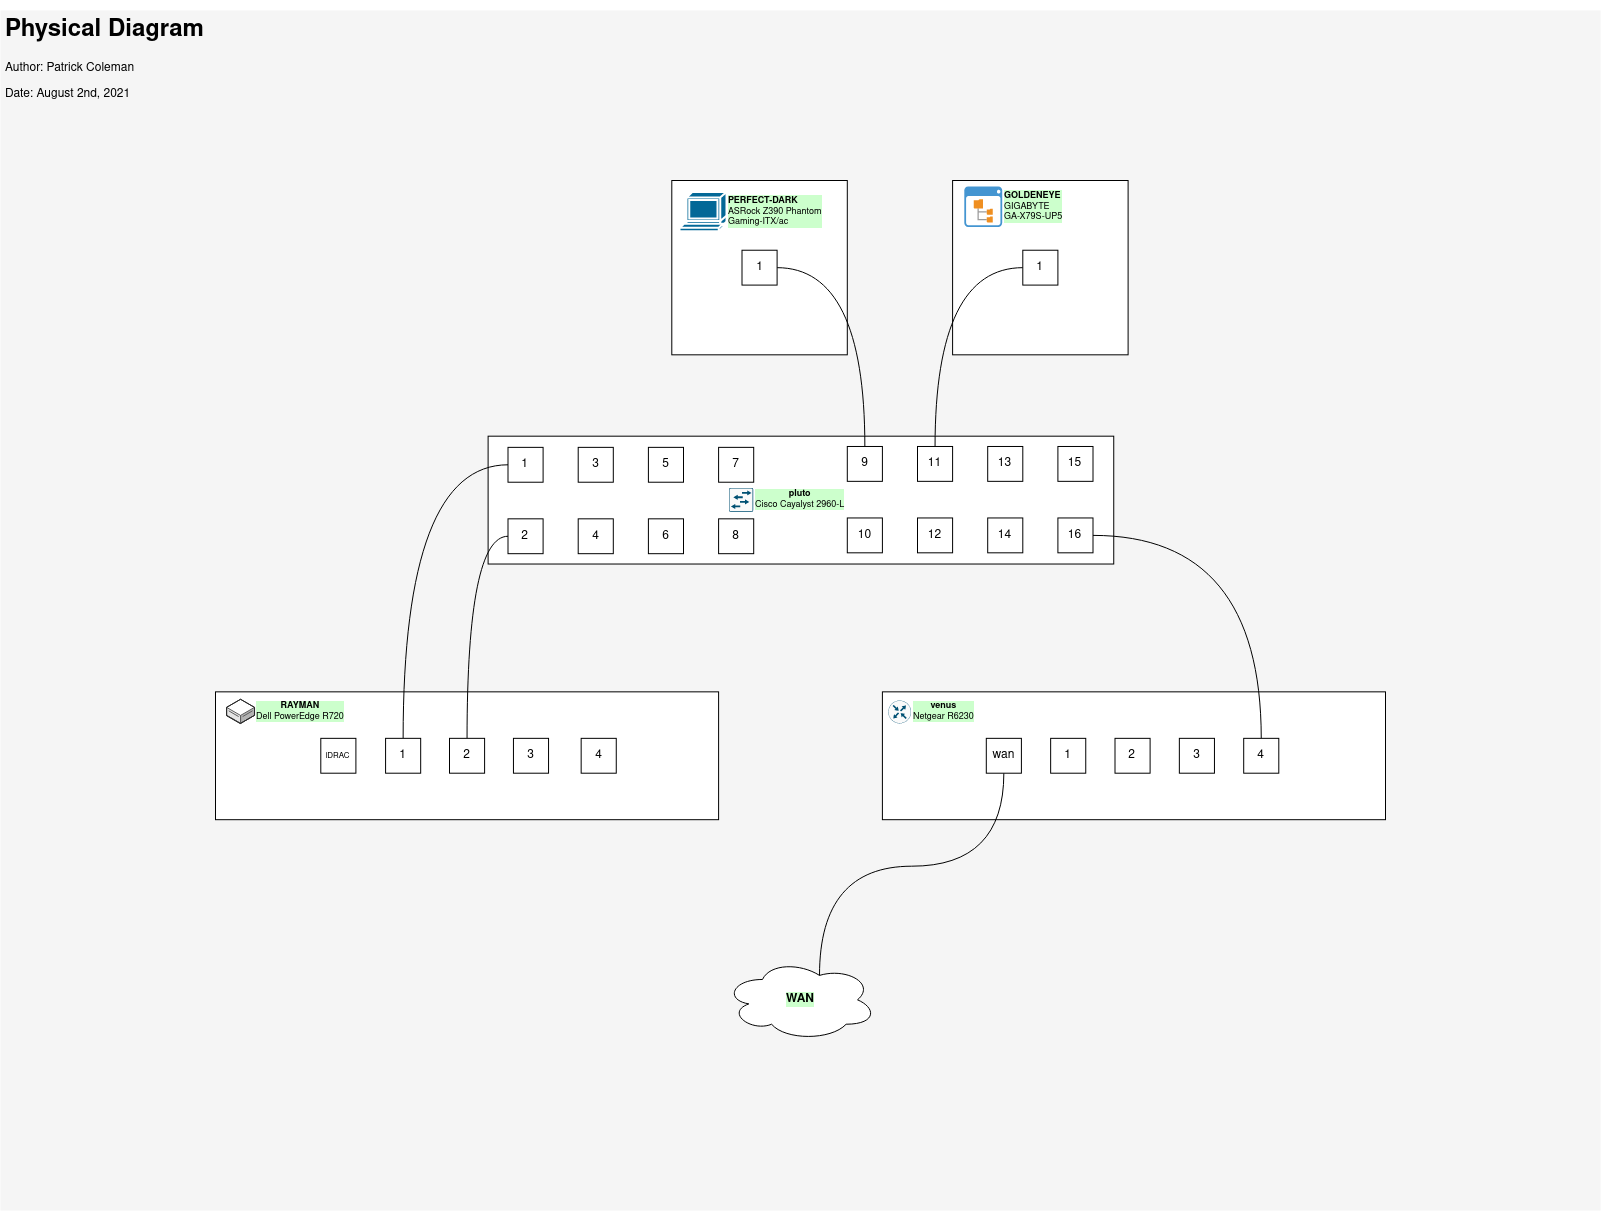 Physical Diagram
Author: Patrick Coleman
Date: August 2nd, 2021
PERFECT-DARK
ASRock Z390 Phantom
Gaming-ITX/ac
1
GOLDENEYE
GIGABYTE
GA-X79S-UP5
1
1 3 5 7 9 11 13 15
pluto
Cisco Cayalyst 2960-L
2 4 6 8 10 12 14 16
RAYMAN
Dell PowerEdge R720
iDRAC 1 2 3 4
venus
Netgear R6230
wan 1 2 3 4
WAN